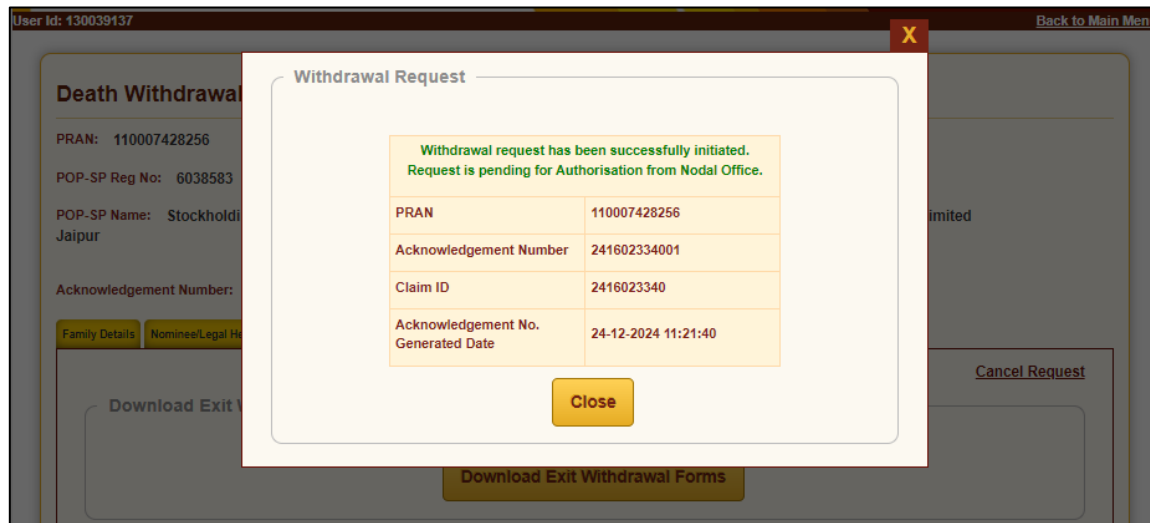 User Id: 130039137
Back to Main Men
X
Withdrawal Request
Death Withdrawal
PRAN: 110007428256
POP-SP Reg No: 6038583
POP-SP Name: Stockholdi
imited
Jaipur
Acknowledgement Number:
Family Details
Nominee/Legal He
Withdrawal request has been successfully initiated.
Request is pending for Authorisation from Nodal Office.
PRAN 110007428256
Acknowledgement Number 241602334001
Claim ID 2416023340
Acknowledgement No.
Generated Date 24-12-2024 11:21:40
Close
Cancel Request
Download Exit W
Download Exit Withdrawal Forms